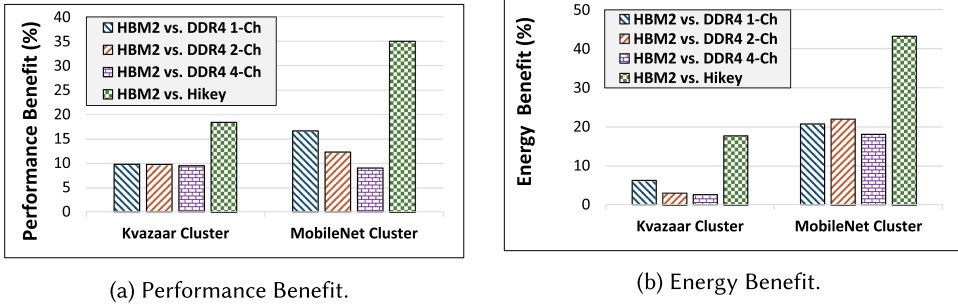 Performance Benefit (%)
40
35
30
25
20
15
10
5
0
HBM2 vs. DDR4 1-Ch
HBM2 vs. DDR4 2-Ch
HBM2 vs. DDR4 4-Ch
HBM2 vs. Hikey
Kvazaar Cluster
MobileNet Cluster
(a) Performance Benefit.
Energy Benefit (%)
50
40
30
20
10
0
HBM2 vs. DDR4 1-Ch
HBM2 vs. DDR4 2-Ch
HBM2 vs. DDR4 4-Ch
HBM2 vs. Hikey
Kvazaar Cluster
MobileNet Cluster
(b) Energy Benefit.